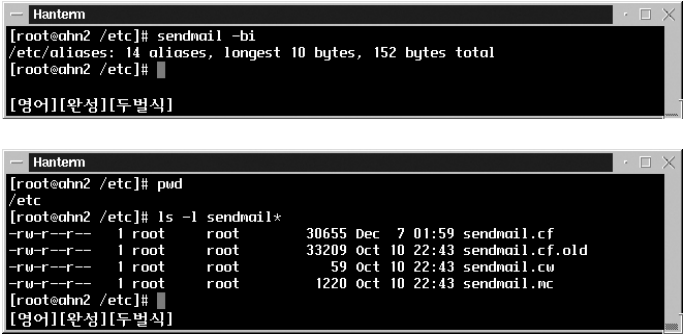 Hanterm
[root@ahn2 /etc]# sendmail -bi
/etc/aliases: 14 aliases, longest 10 bytes, 152 bytes total
[root@ahn2 /etc]#
[영어][완성][두벌식]
Hanterm
[root@ahn2 /etc]# pwd
/etc
[root@ahn2 /etc]# ls -l sendmail*
-rw-r--r-- 1 root root 30655 Dec 7 01:59 sendmail.cf
-rw-r--r-- 1 root root 33209 Oct 10 22:43 sendmail.cf.old
-rw-r--r-- 1 root root 59 Oct 10 22:43 sendmail.cw
-rw-r--r-- 1 root root 1220 Oct 10 22:43 sendmail.mc
[root@ahn2 /etc]#
[영어][완성][두벌식]